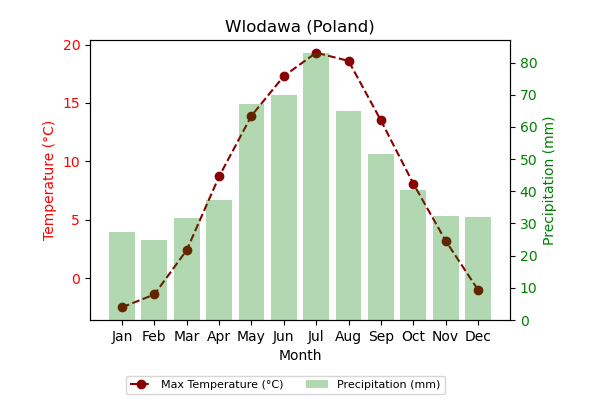 Wlodawa (Poland)
20
15
10
5
0
Temperature (°C)
80
70
60
50
40
30
20
10
0
Precipitation (mm)
Jan Feb Mar Apr May Jun Jul Aug Sep Oct Nov Dec
Month
Max Temperature (°C) Precipitation (mm)